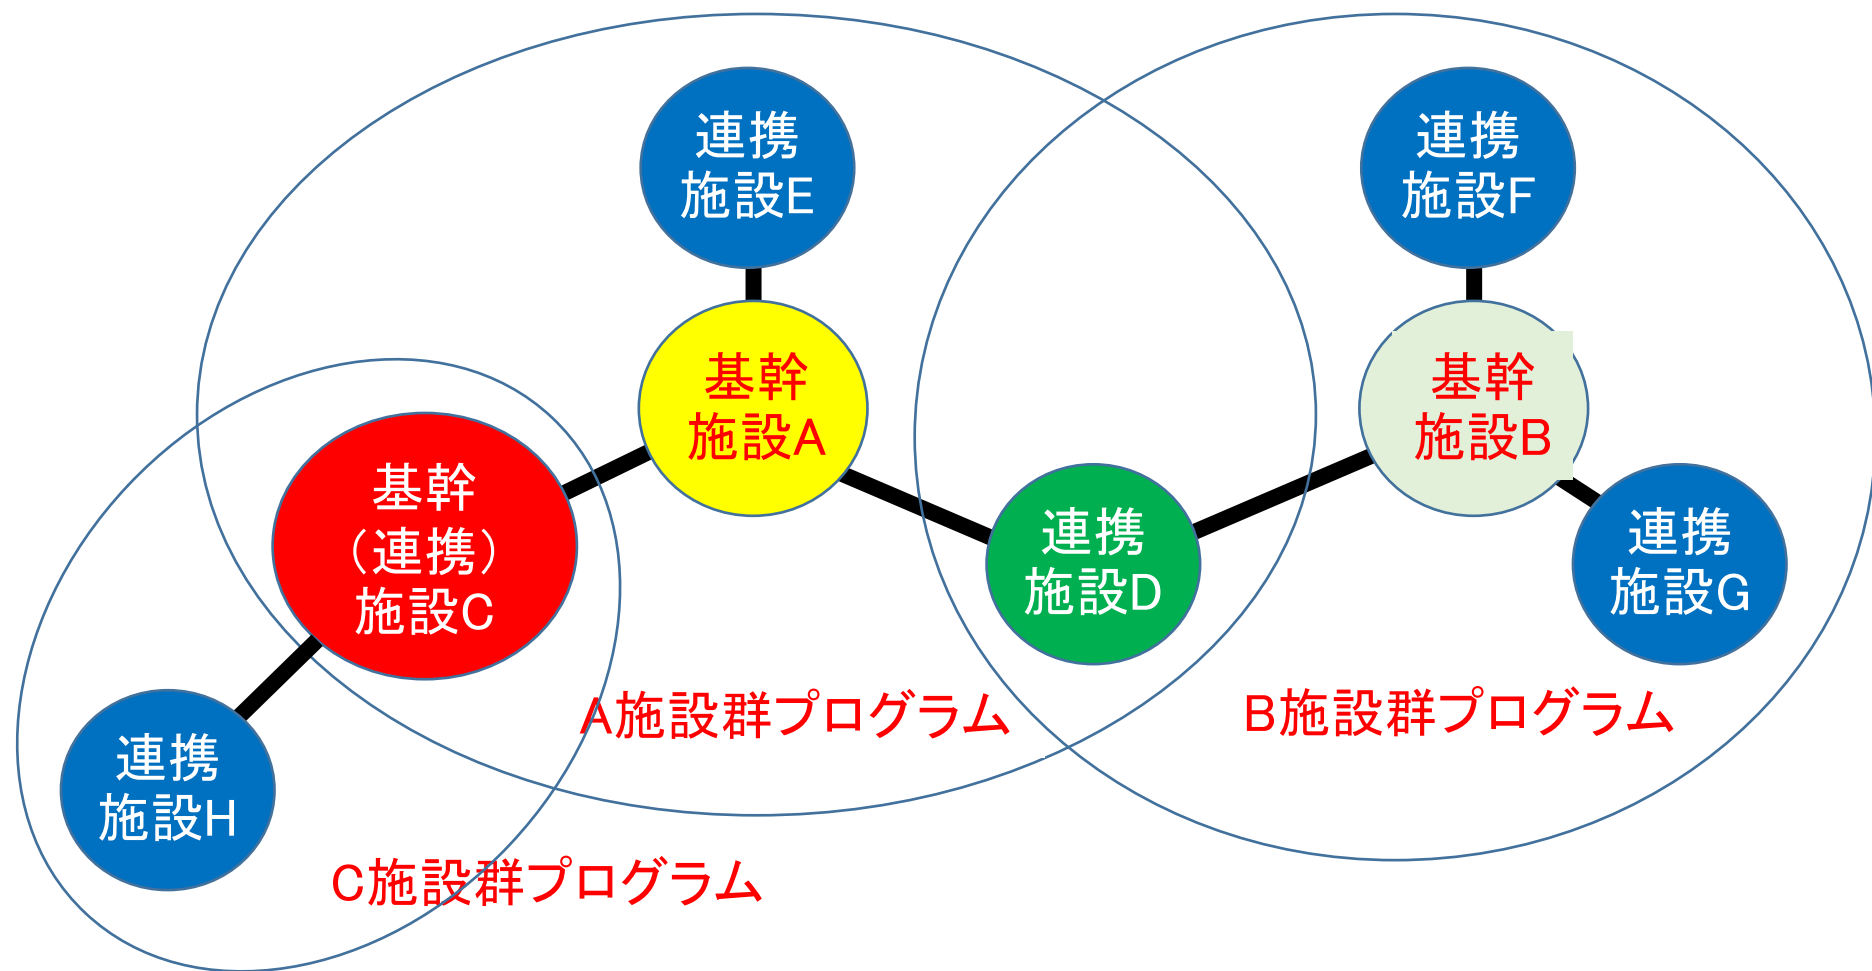 連携
施設E
連携
施設F
基幹
施設A
基幹
施設B
基幹
（連携）
施設C
連携
施設D
連携
施設G
A施設群プログラム
B施設群プログラム
連携
施設H
C施設群プログラム